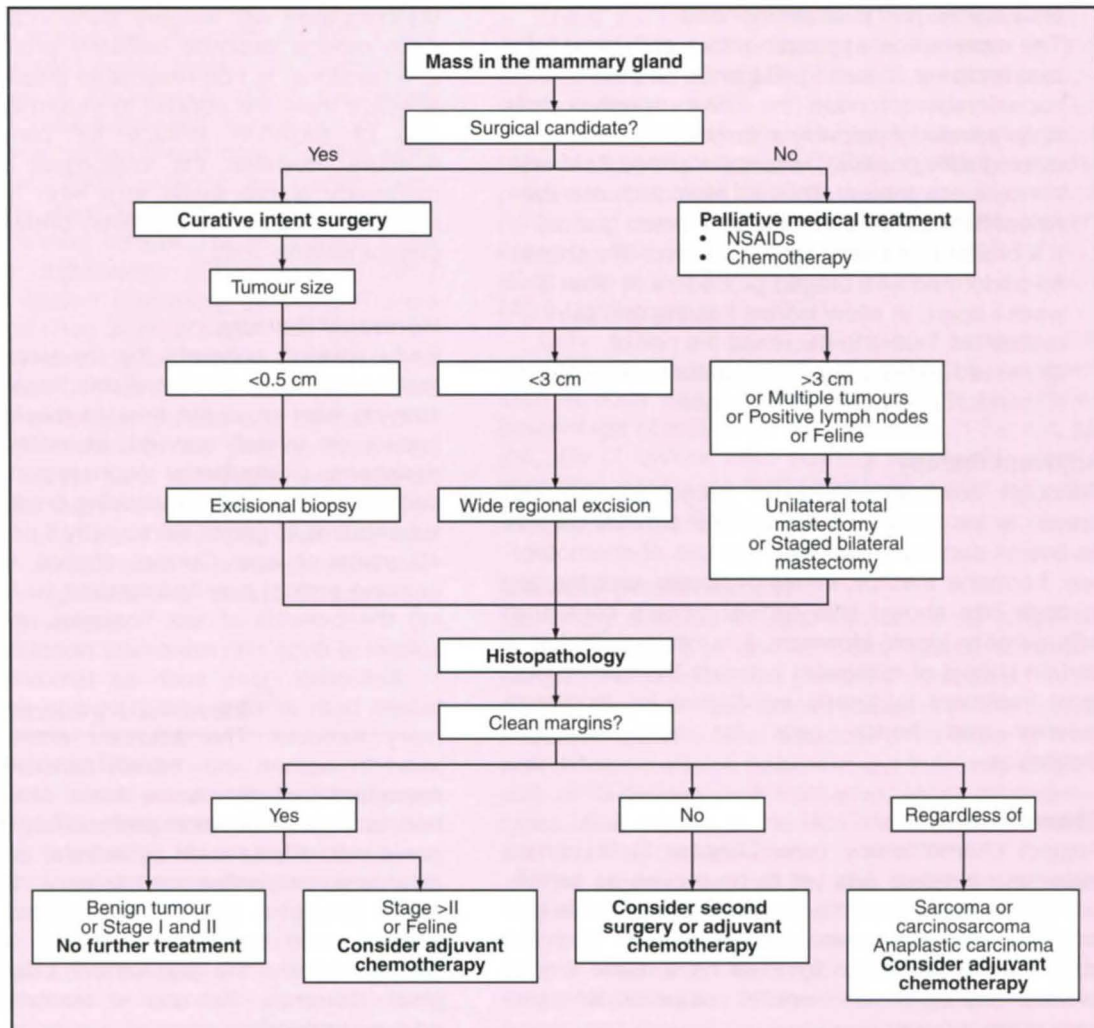 Mass in the mammary gland
Surgical candidate?
Yes
No
Curative intent surgery
Palliative medical treatment
• NSAIDs
• Chemotherapy
Tumour size
<0.5 cm
<3 cm
>3 cm
or Multiple tumours
or Positive lymph nodes
or Feline
Excisional biopsy
Wide regional excision
Unilateral total
mastectomy
or Staged bilateral
mastectomy
Histopathology
Clean margins?
Yes
No
Regardless of
Benign tumour
or Stage I and II
No further treatment
Stage >II
or Feline
Consider adjuvant
chemotherapy
Consider second
surgery or adjuvant
chemotherapy
Sarcoma or
carcinosarcoma
Anaplastic carcinoma
Consider adjuvant
chemotherapy